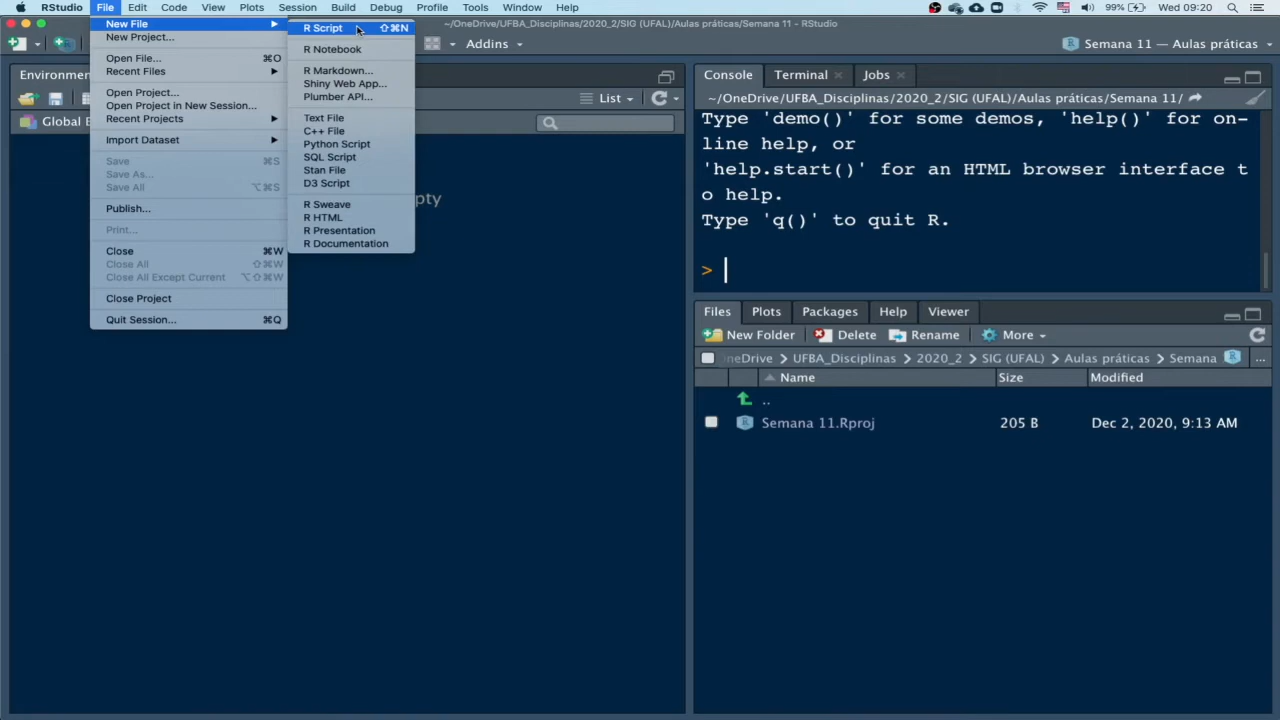 RStudio File Edit Code View Plots Session Build Debug Profile Tools Window Help 99% Wed 09:20
~/OneDrive/UFBA_Disciplinas/2020_2/SIG (UFAL)/Aulas práticas/Semana 11 - RStudio
Addins
Semana 11 — Aulas práticas
New File
New Project...
Open File... ⌘O
Recent Files
Open Project...
Open Project in New Session...
Recent Projects
Import Dataset
Save ⌘S
Save As...
Save All ⌥⌘S
Publish...
Print...
Close ⌘W
Close All ⇧⌘W
Close All Except Current ⌥⇧⌘W
Close Project
Quit Session... ⌘Q
R Script ⇧⌘N
R Notebook
R Markdown...
Shiny Web App...
Plumber API...
Text File
C++ File
Python Script
SQL Script
Stan File
D3 Script
R Sweave
R HTML
R Presentation
R Documentation
Environme
List
Global E
pty
Console Terminal Jobs
~/OneDrive/UFBA_Disciplinas/2020_2/SIG (UFAL)/Aulas práticas/Semana 11/
Type 'demo()' for some demos, 'help()' for on-
line help, or
'help.start()' for an HTML browser interface t
o help.
Type 'q()' to quit R.
>
Files Plots Packages Help Viewer
New Folder Delete Rename More
neDrive UFBA_Disciplinas 2020_2 SIG (UFAL) Aulas práticas Semana ...
Name Size Modified
..
Semana 11.Rproj 205 B Dec 2, 2020, 9:13 AM